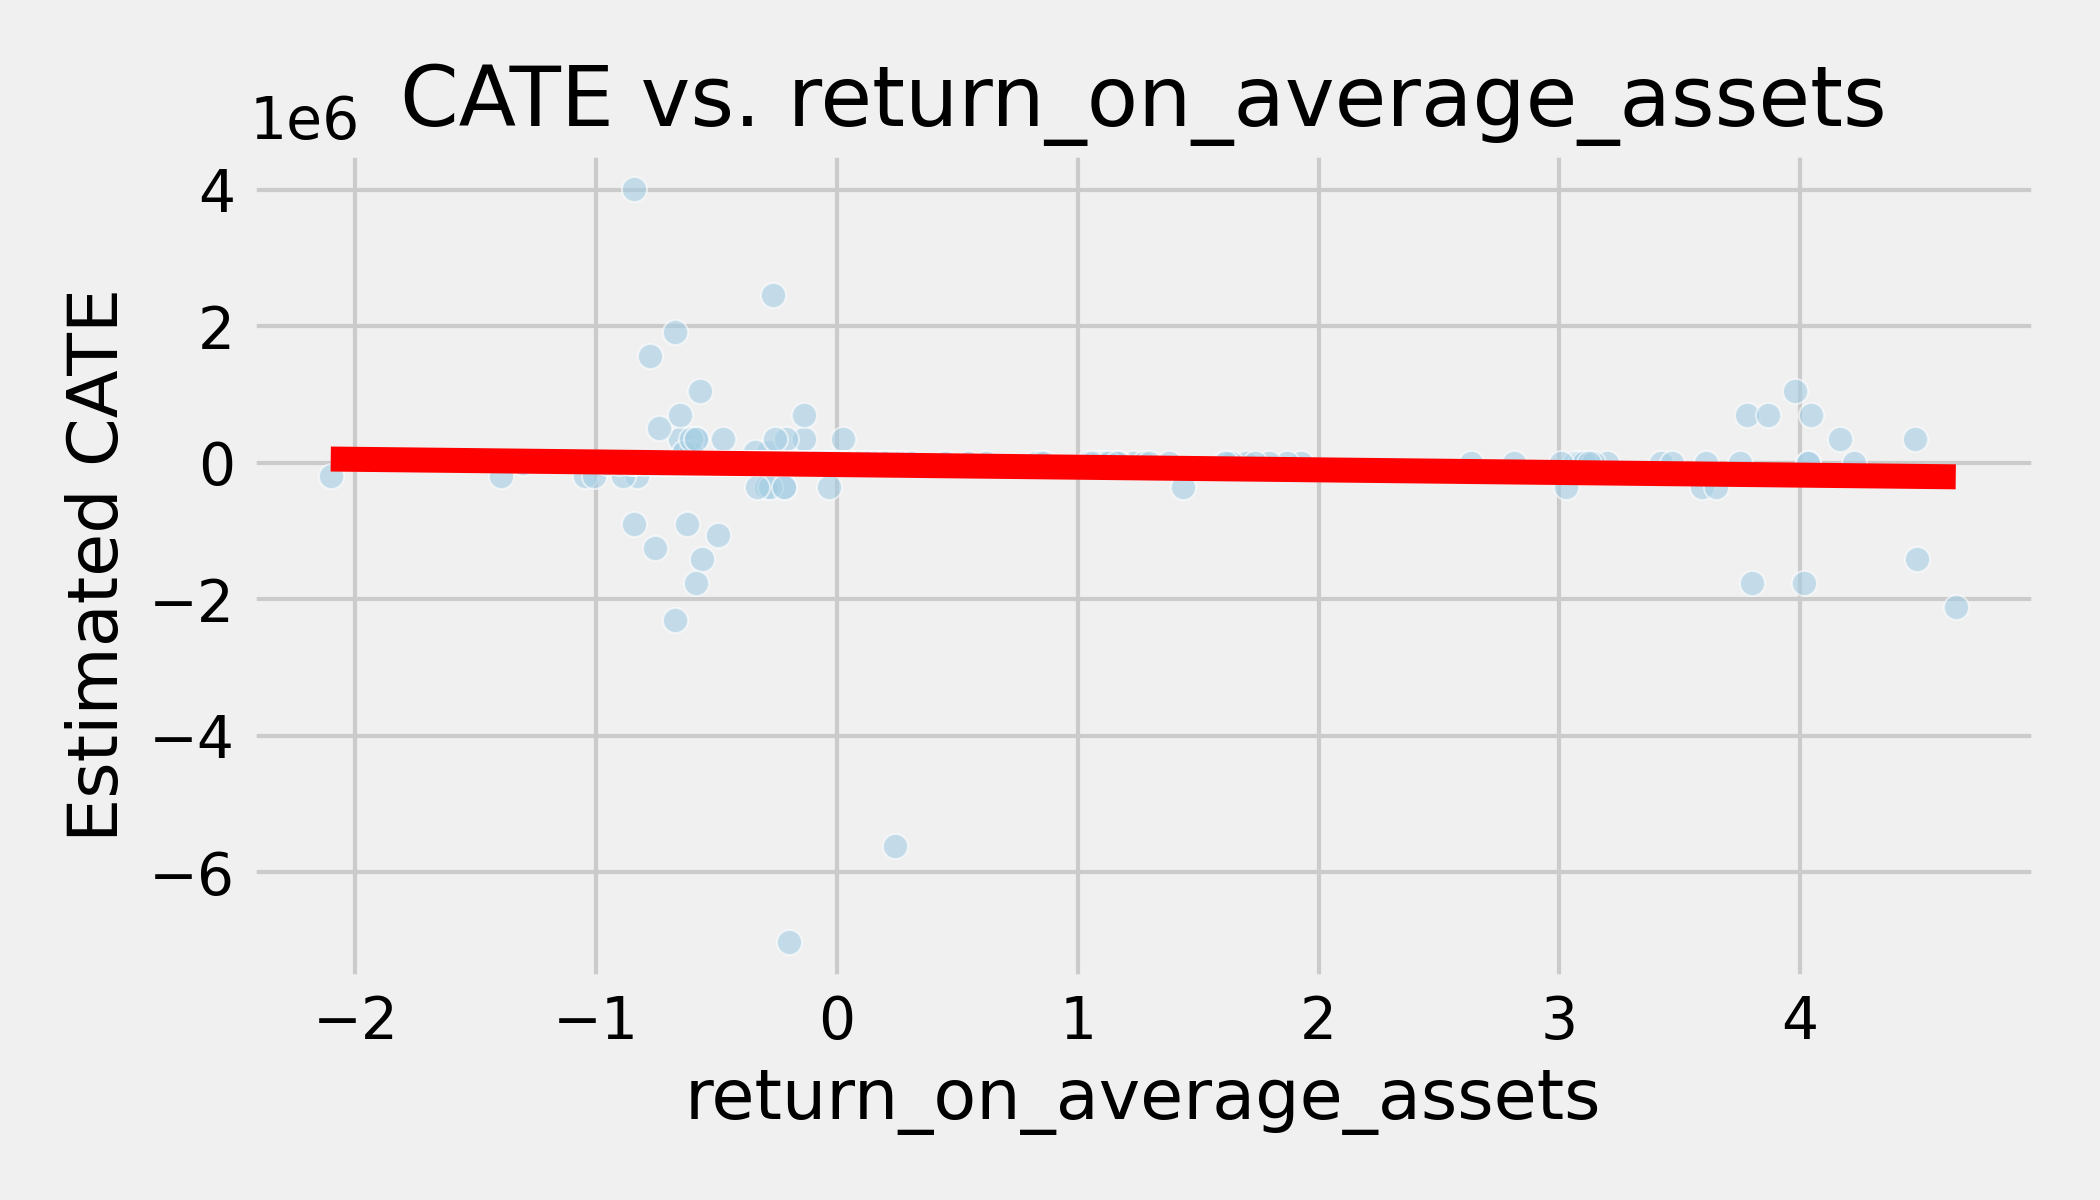 CATE vs. return_on_average_assets
1e6
4
2
0
−2
−4
−6
Estimated CATE
−2 −1 0 1 2 3 4
return_on_average_assets